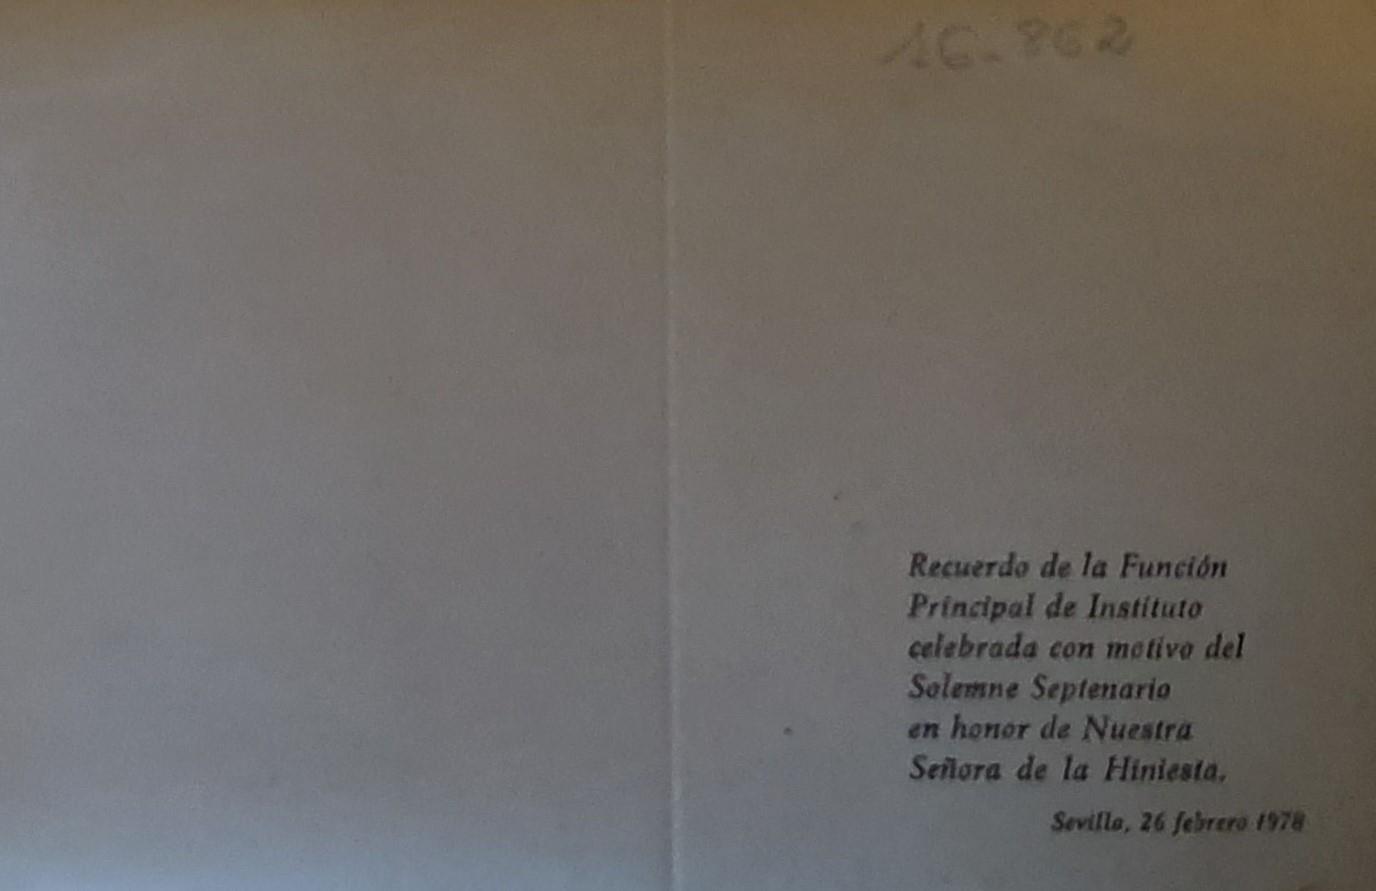 16-862
Recuerdo de la Función
Principal de Instituto
celebrada con motivo del
Solemne Septenario
en honor de Nuestra
Señora de la Hiniesta.
Sevilla, 26 febrero 1978